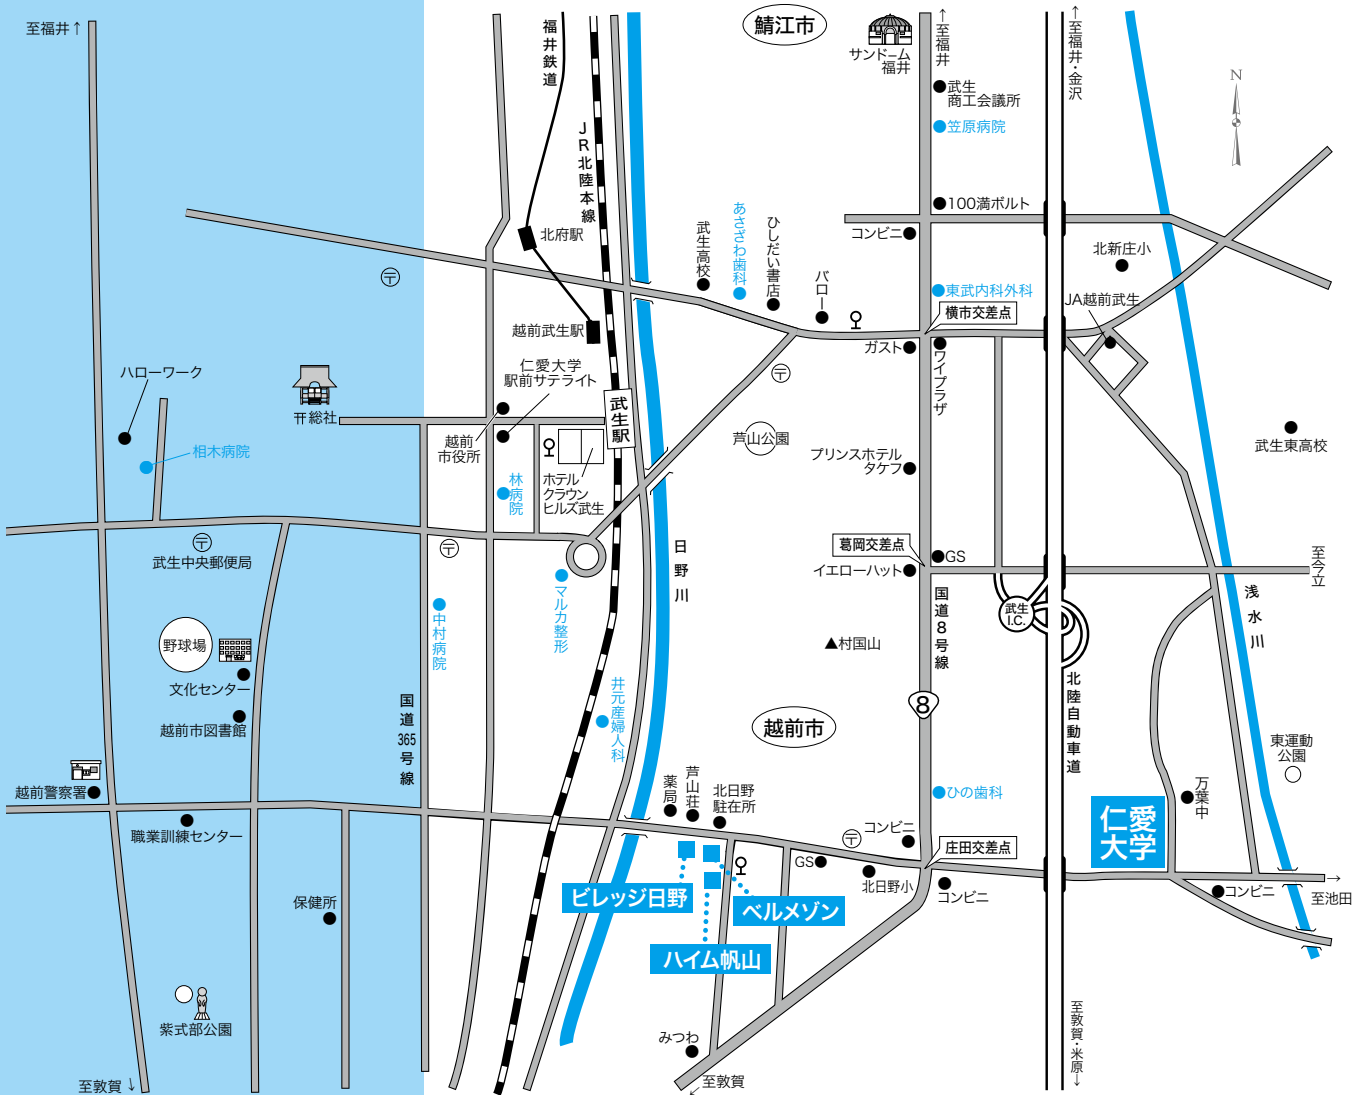 至福井↑
福井鉄道
鯖江市
サンドーム
福井
↑至福井
↑至福井・金沢
N
武生
商工会議所
笠原病院
JR北陸本線
100満ボルト
コンビニ
北府駅
武生高校
あさざわ歯科
ひしだい書店
バロー
北新庄小
〒
東武内科外科
JA越前武生
横市交差点
越前武生駅
ガスト
ワイプラザ
仁愛大学
駅前サテライト
ハローワーク
〒
総社
武生駅
越前
市役所
芦山公園
武生東高校
相木病院
プリンスホテル
タケフ
林病院
ホテル
クラウン
ヒルズ武生
〒
武生中央郵便局
〒
日野川
葛岡交差点
GS
イエローハット
至今立
マルカ整形
中村病院
国道8号線
武生
I.C.
浅水川
野球場
▲村国山
文化センター
井元産婦人科
北陸自動車道
越前市図書館
国道365号線
8
越前市
東運動
公園
越前警察署
薬局
芦山荘
北日野
駐在所
ひの歯科
万葉中
職業訓練センター
〒
コンビニ
庄田交差点
仁愛
大学
GS
北日野小
コンビニ
コンビニ
→
至池田
ビレッジ日野
ベルメゾン
保健所
ハイム帆山
紫式部公園
みつわ
至敦賀↓
至敦賀
↙
至敦賀・米原↓